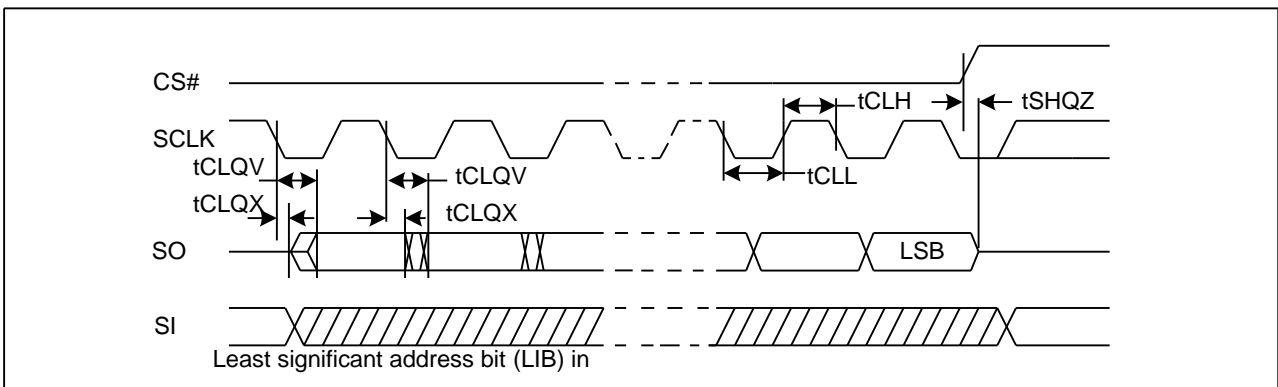 CS#
tCLH
tSHQZ
SCLK
tCLQV
tCLQV
tCLL
tCLQX
tCLQX
SO
LSB
SI
Least significant address bit (LIB) in